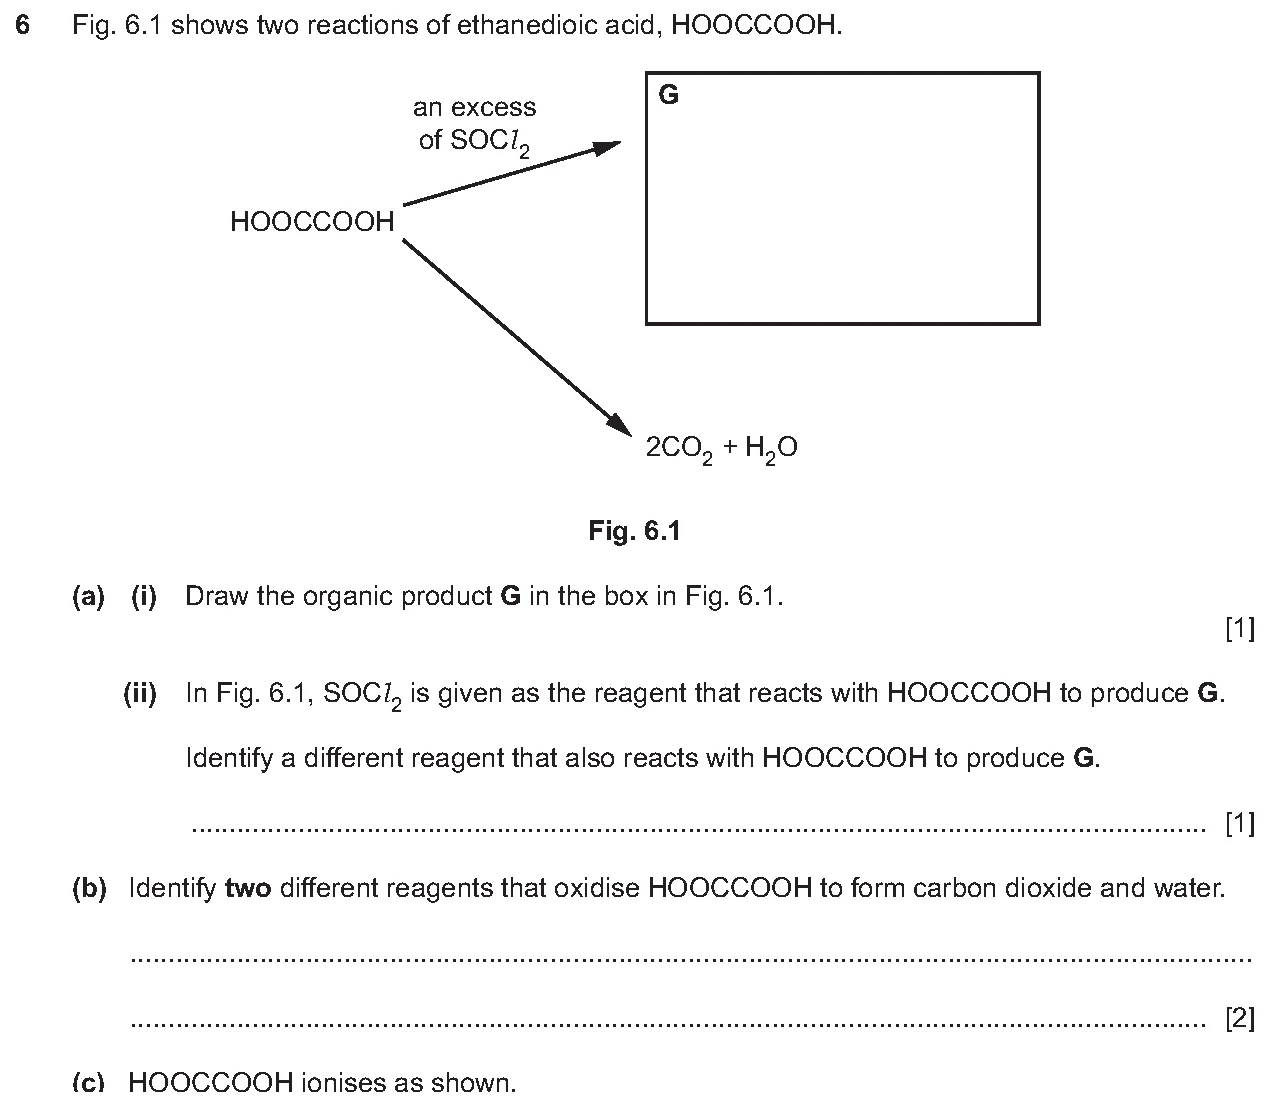 6 Fig. 6.1 shows two reactions of ethanedioic acid, HOOCCOOH.
G
an excess
of SOCl₂
HOOCCOOH
2CO₂ + H₂O
Fig. 6.1
(a) (i) Draw the organic product G in the box in Fig. 6.1.
[1]
(ii) In Fig. 6.1, SOCl₂ is given as the reagent that reacts with HOOCCOOH to produce G.
Identify a different reagent that also reacts with HOOCCOOH to produce G.
.................................................................................................................................... [1]
(b) Identify two different reagents that oxidise HOOCCOOH to form carbon dioxide and water.
..................................................................................................................................................
............................................................................................................................................ [2]
(c) HOOCCOOH ionises as shown.